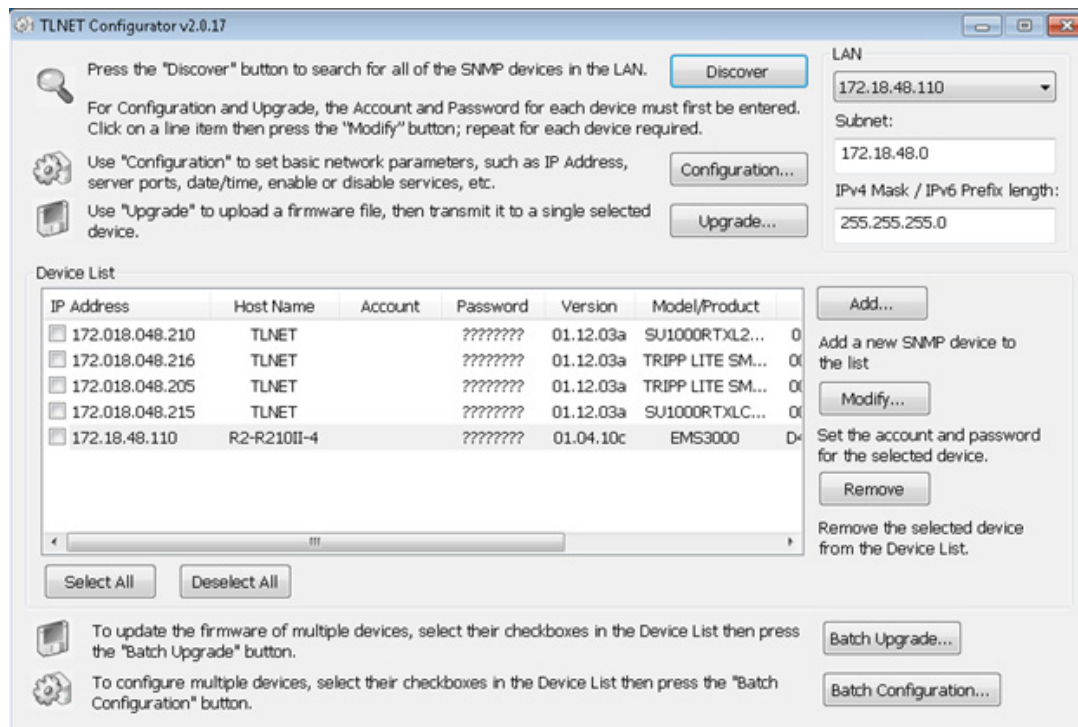 TLNET Configurator v2.0.17
Press the "Discover" button to search for all of the SNMP devices in the LAN.
Discover
For Configuration and Upgrade, the Account and Password for each device must first be entered.
Click on a line item then press the "Modify" button; repeat for each device required.
Use "Configuration" to set basic network parameters, such as IP Address,
server ports, date/time, enable or disable services, etc.
Configuration...
Use "Upgrade" to upload a firmware file, then transmit it to a single selected
device.
Upgrade...
LAN
172.18.48.110
Subnet:
172.18.48.0
IPv4 Mask / IPv6 Prefix length:
255.255.255.0
Device List
IP Address Host Name Account Password Version Model/Product
172.018.048.210 TLNET ???????? 01.12.03a SU1000RTXL2... 0
172.018.048.216 TLNET ???????? 01.12.03a TRIPP LITE SM... 00
172.018.048.205 TLNET ???????? 01.12.03a TRIPP LITE SM... 00
172.018.048.215 TLNET ???????? 01.12.03a SU1000RTXLC... 00
172.18.48.110 R2-R210II-4 ???????? 01.04.10c EMS3000 D4
Add...
Add a new SNMP device to
the list
Modify...
Set the account and password
for the selected device.
Remove
Remove the selected device
from the Device List.
Select All
Deselect All
To update the firmware of multiple devices, select their checkboxes in the Device List then press
the "Batch Upgrade" button.
Batch Upgrade...
To configure multiple devices, select their checkboxes in the Device List then press the "Batch
Configuration" button.
Batch Configuration...